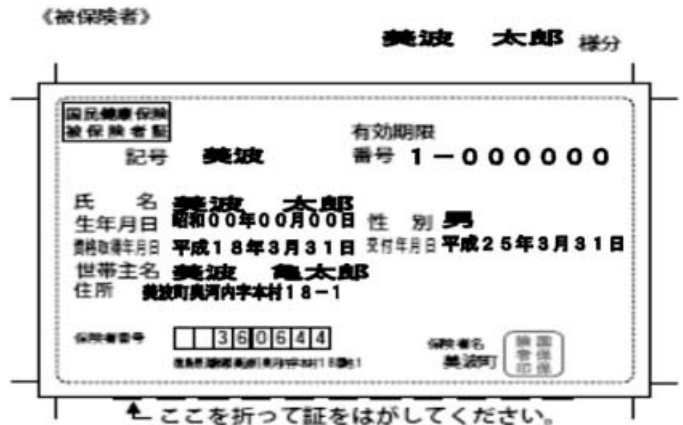 《被保険者》
美波 太郎 様分
国民健康保険
被保険者証
有効期限
記号 美波 番号 1-000000
氏名 美波 太郎
生年月日 昭和00年00月00日 性別 男
資格取得年月日 平成18年3月31日 交付年月日 平成25年3月31日
世帯主名 美波 亀太郎
住所 美波町奥河内字本村18-1
保険者番号 360644 保険者名
美波町
国保保険者印
ここを折って証をはがしてください。